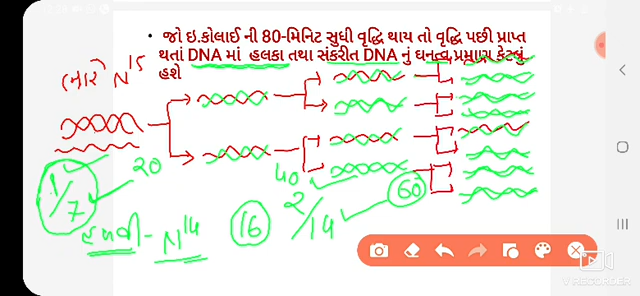 • જો ઇ.કોલાઈ ની 80-મિનિટ સુધી વૃદ્ધિ થાય તો વૃદ્ધિ પછી પ્રાપ્ત
થતાં DNA માં હલકા તથા સંકરીત DNA નું ઘનત્વ પ્રમાણ કેટલું
હશે
ભારે N15
1/7
20
40
60
2/14
16
હલકી - N14
V RECORDER